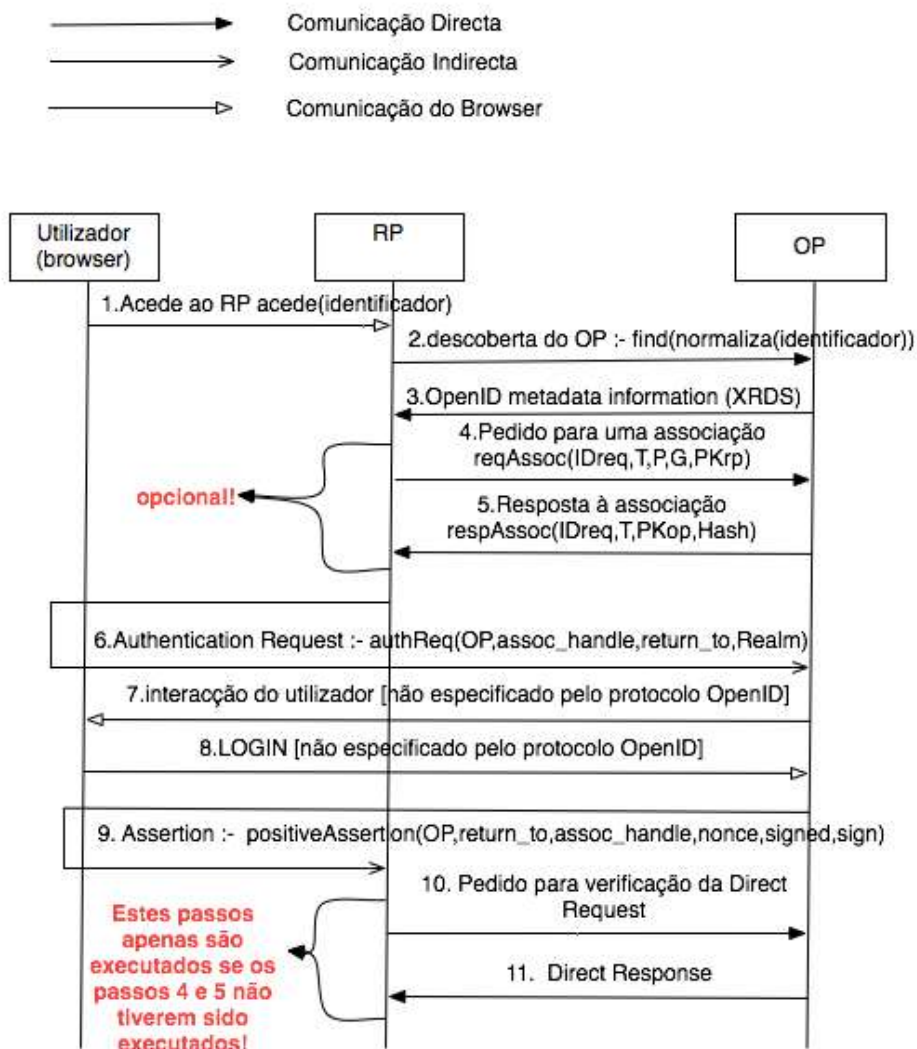 Comunicação Directa
Comunicação Indirecta
Comunicação do Browser
Utilizador
(browser)
RP
OP
1.Acede ao RP acede(identificador)
2.descoberta do OP :- find(normaliza(identificador))
3.OpenID metadata information (XRDS)
4.Pedido para uma associação
reqAssoc(IDreq,T,P,G,PKrp)
opcional!
5.Resposta à associação
respAssoc(IDreq,T,PKop,Hash)
6.Authentication Request :- authReq(OP,assoc_handle,return_to,Realm)
7.interacção do utilizador [não especificado pelo protocolo OpenID]
8.LOGIN [não especificado pelo protocolo OpenID]
9. Assertion :- positiveAssertion(OP,return_to,assoc_handle,nonce,signed,sign)
10. Pedido para verificação da Direct
Request
Estes passos
apenas são
executados se os
passos 4 e 5 não
tiverem sido
executados!
11. Direct Response